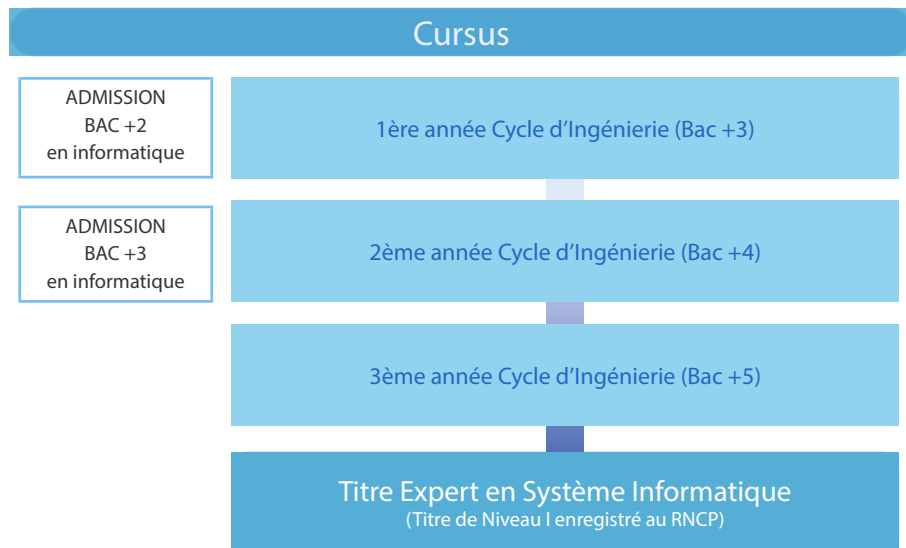 Cursus
ADMISSION
BAC +2
en informatique
1ère année Cycle d’Ingénierie (Bac +3)
ADMISSION
BAC +3
en informatique
2ème année Cycle d’Ingénierie (Bac +4)
3ème année Cycle d’Ingénierie (Bac +5)
Titre Expert en Système Informatique
(Titre de Niveau I enregistré au RNCP)